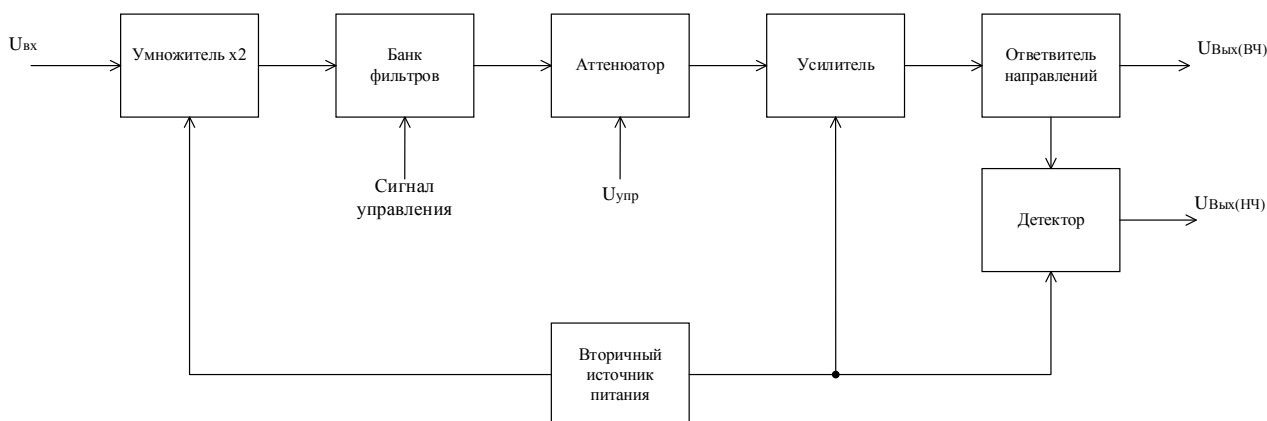 Uвх
Умножитель x2
Банк
фильтров
Аттенюатор
Усилитель
Ответвитель
направлений
UВых(ВЧ)
Сигнал
управления
Uупр
Детектор
UВых(НЧ)
Вторичный
источник
питания